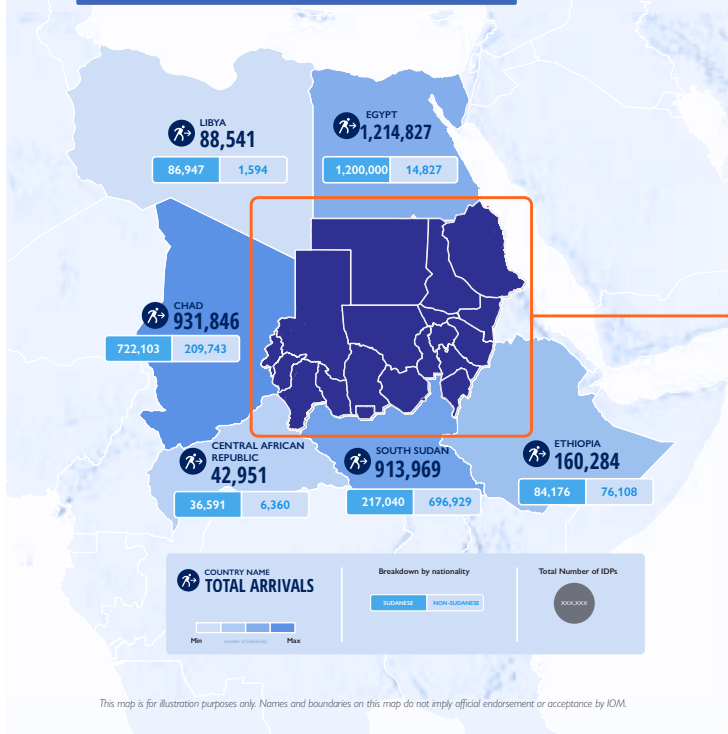 LIBYA
88,541
86,947 1,594
EGYPT
1,214,827
1,200,000 14,827
CHAD
931,846
722,103 209,743
CENTRAL AFRICAN
REPUBLIC
42,951
36,591 6,360
SOUTH SUDAN
913,969
217,040 696,929
ETHIOPIA
160,284
84,176 76,108
COUNTRY NAME
TOTAL ARRIVALS
Min (number of individuals) Max
Breakdown by nationality
SUDANESE NON-SUDANESE
Total Number of IDPs
XXX,XXX
This map is for illustration purposes only. Names and boundaries on this map do not imply official endorsement or acceptance by IOM.